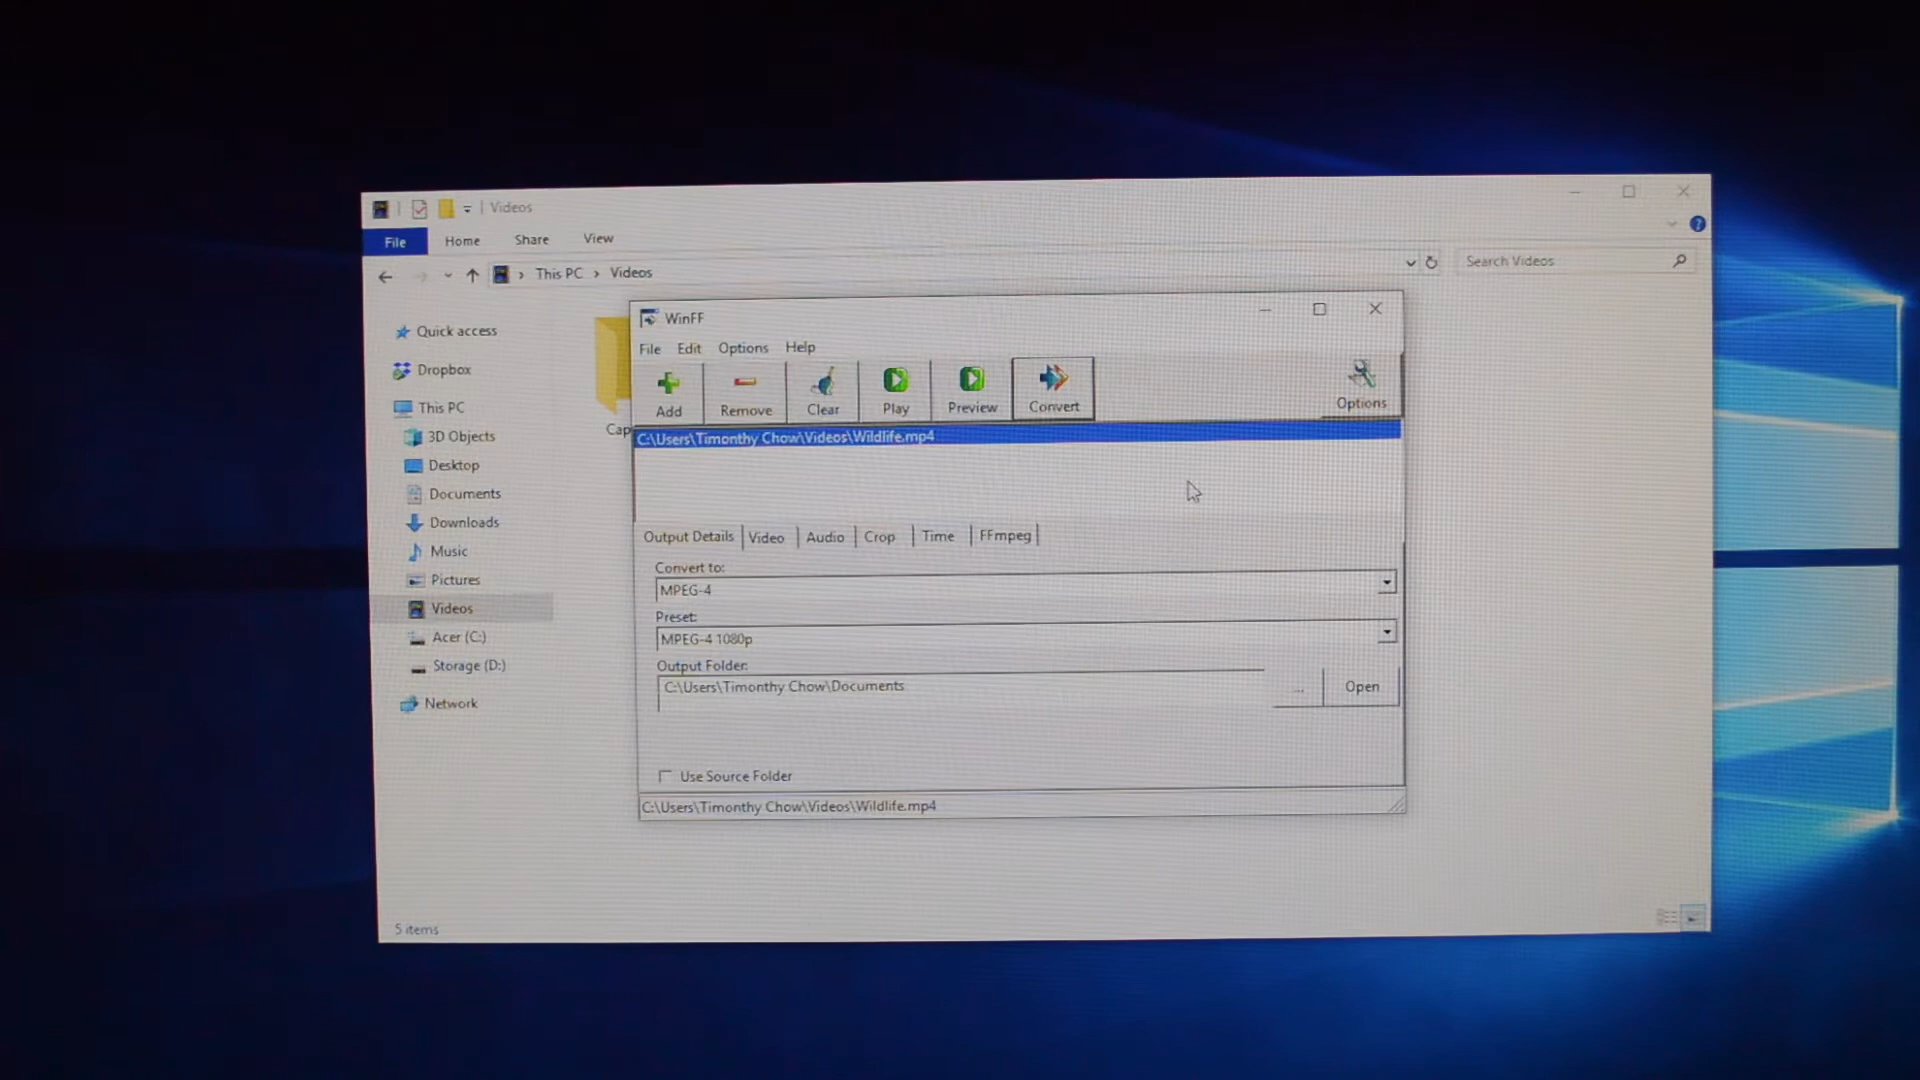 Videos
File Home Share View
This PC > Videos
Search Videos
Quick access
Dropbox
This PC
3D Objects
Desktop
Documents
Downloads
Music
Pictures
Videos
Acer (C:)
Storage (D:)
Network
5 items
Cap
WinFF
File Edit Options Help
Add Remove Clear Play Preview Convert Options
C:\Users\Timonthy Chow\Videos\Wildlife.mp4
Output Details Video Audio Crop Time FFmpeg
Convert to:
MPEG-4
Preset:
MPEG-4 1080p
Output Folder:
C:\Users\Timonthy Chow\Documents
... Open
Use Source Folder
C:\Users\Timonthy Chow\Videos\Wildlife.mp4